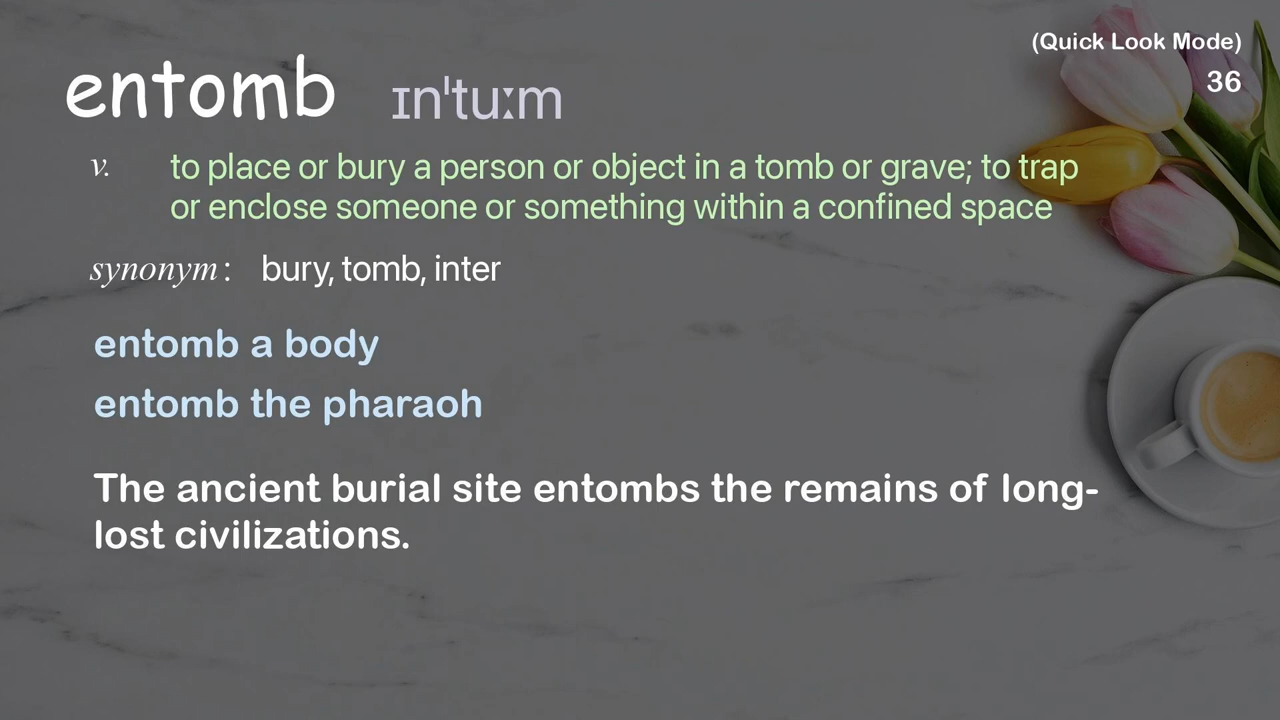 (Quick Look Mode)
36
entomb ɪnˈtuːm
v. to place or bury a person or object in a tomb or grave; to trap
or enclose someone or something within a confined space
synonym : bury, tomb, inter
entomb a body
entomb the pharaoh
The ancient burial site entombs the remains of long-
lost civilizations.